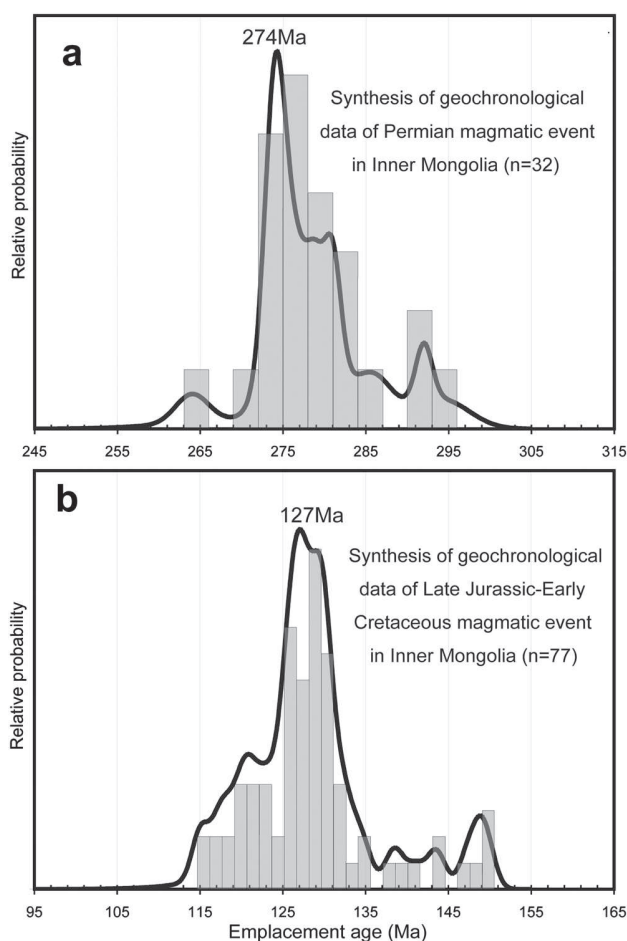 a
274Ma
Synthesis of geochronological
data of Permian magmatic event
in Inner Mongolia (n=32)
Relative probability
245 255 265 275 285 295 305 315
b
127Ma
Synthesis of geochronological
data of Late Jurassic-Early
Cretaceous magmatic event
in Inner Mongolia (n=77)
Relative probability
95 105 115 125 135 145 155 165
Emplacement age (Ma)